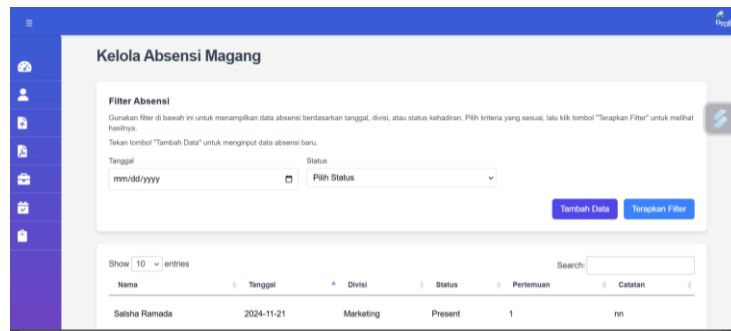 Profi
Kelola Absensi Magang
Filter Absensi
Gunakan filter di bawah ini untuk menampilkan data absensi berdasarkan tanggal, divisi, atau status kehadiran. Pilih kriteria yang sesuai, lalu klik tombol "Terapkan Filter" untuk melihat
hasilnya.
Tekan tombol "Tambah Data" untuk menginput data absensi baru.
Tanggal Status
mm/dd/yyyy Pilih Status
Tambah Data Terapkan Filter
Show 10 entries Search:
Nama Tanggal Divisi Status Pertemuan Catatan
Salsha Ramada 2024-11-21 Marketing Present 1 nn